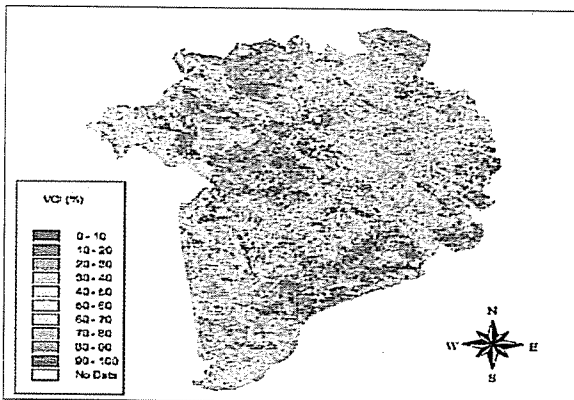 VCI (%)
0 - 10
10 - 20
20 - 30
30 - 40
40 - 50
50 - 60
60 - 70
70 - 80
80 - 90
90 - 100
No Data
N
W
E
S